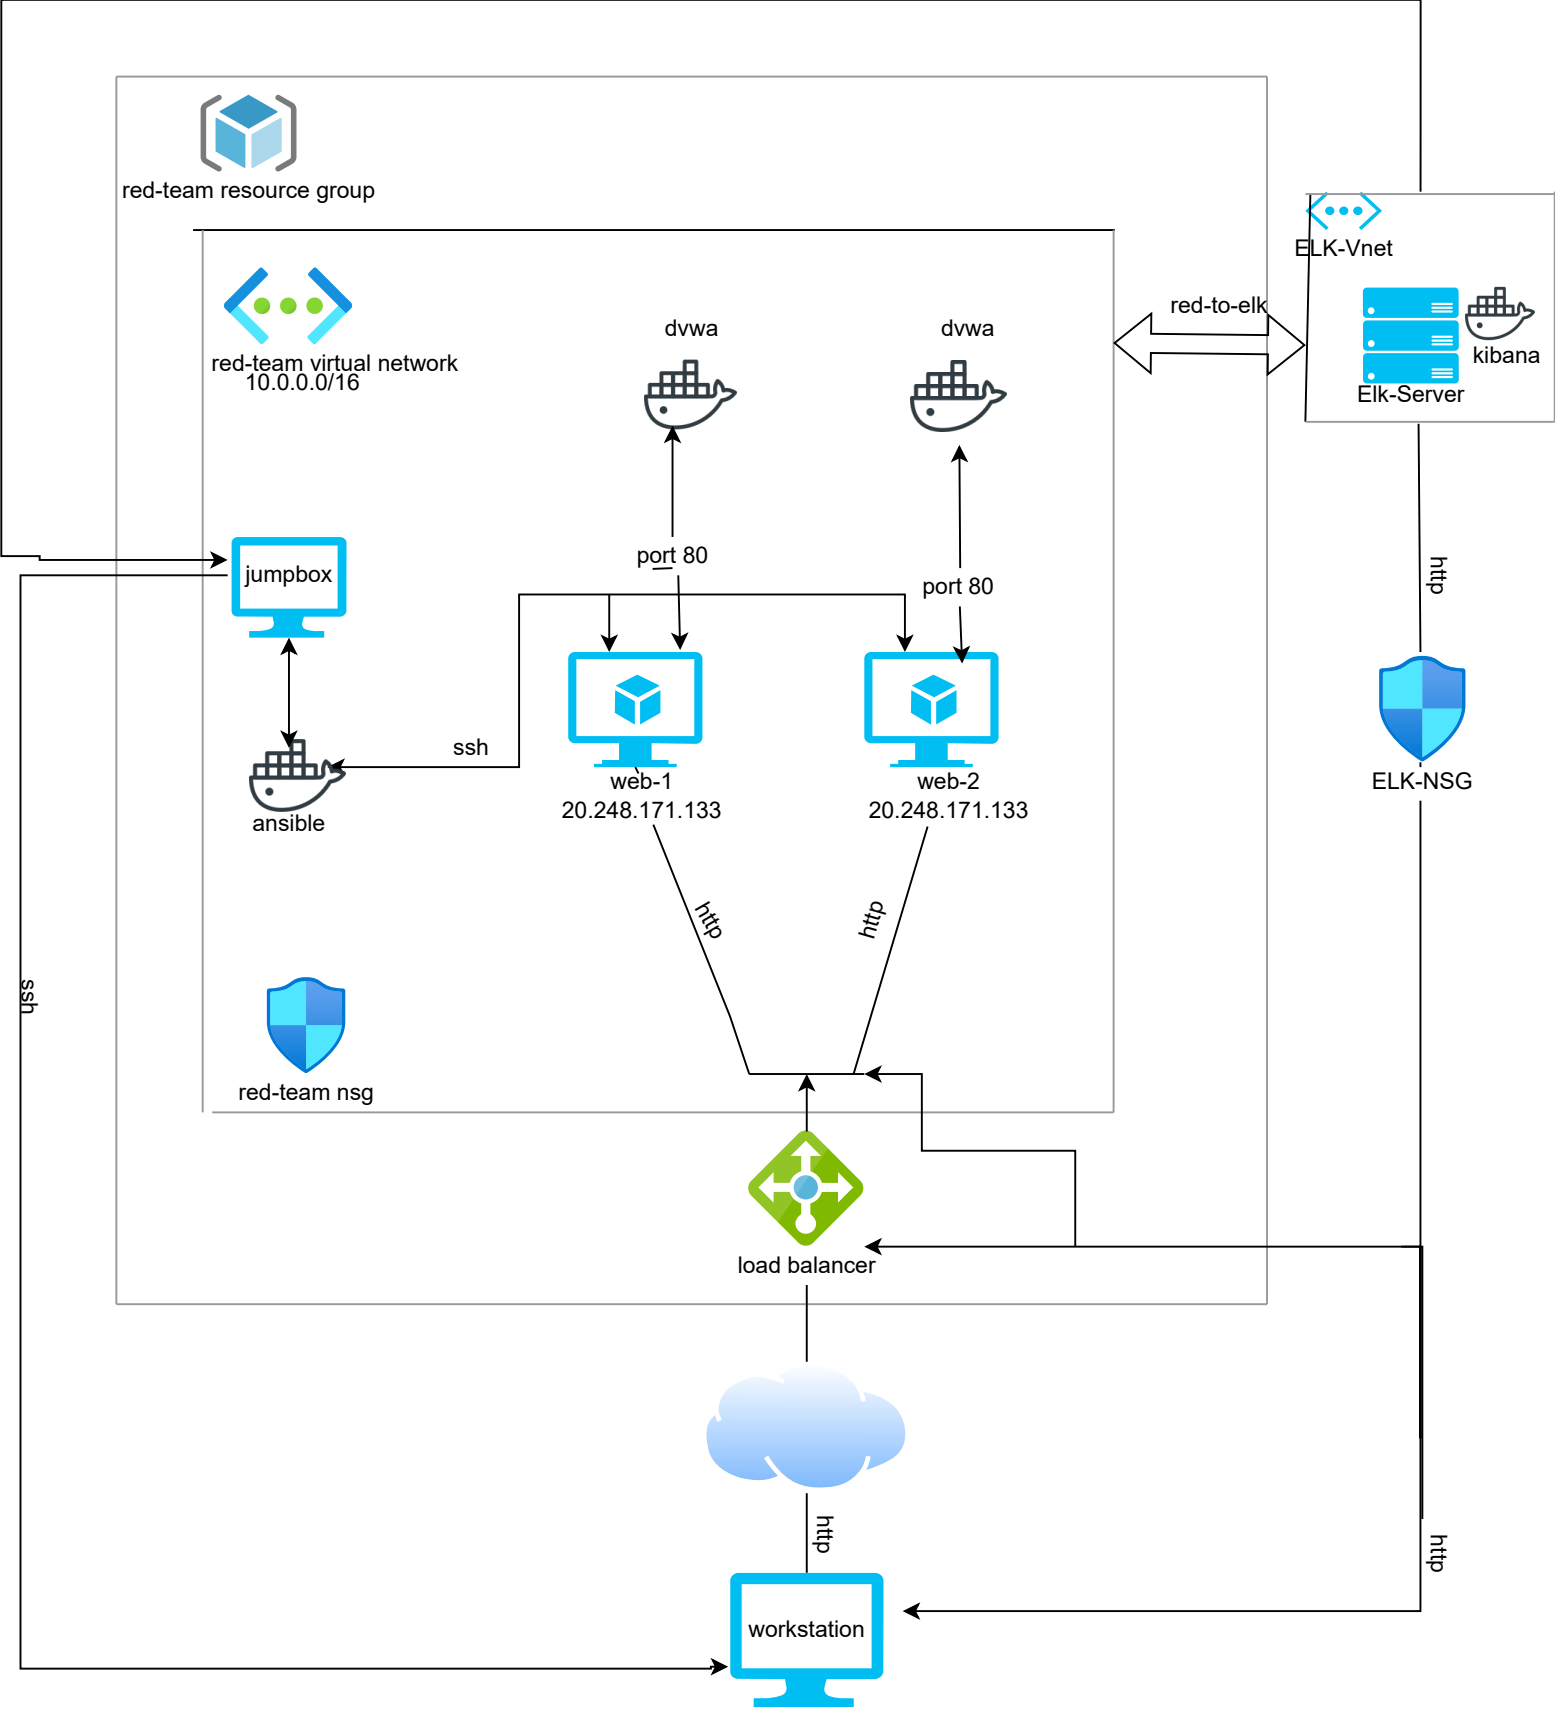 red-team resource group
ELK-Vnet
red-to-elk
dvwa
dvwa
kibana
red-team virtual network
10.0.0.0/16
Elk-Server
port 80
jumpbox
http
port 80
ssh
web-1
20.248.171.133
web-2
20.248.171.133
ELK-NSG
ansible
http
http
ssh
red-team nsg
load balancer
http
http
workstation